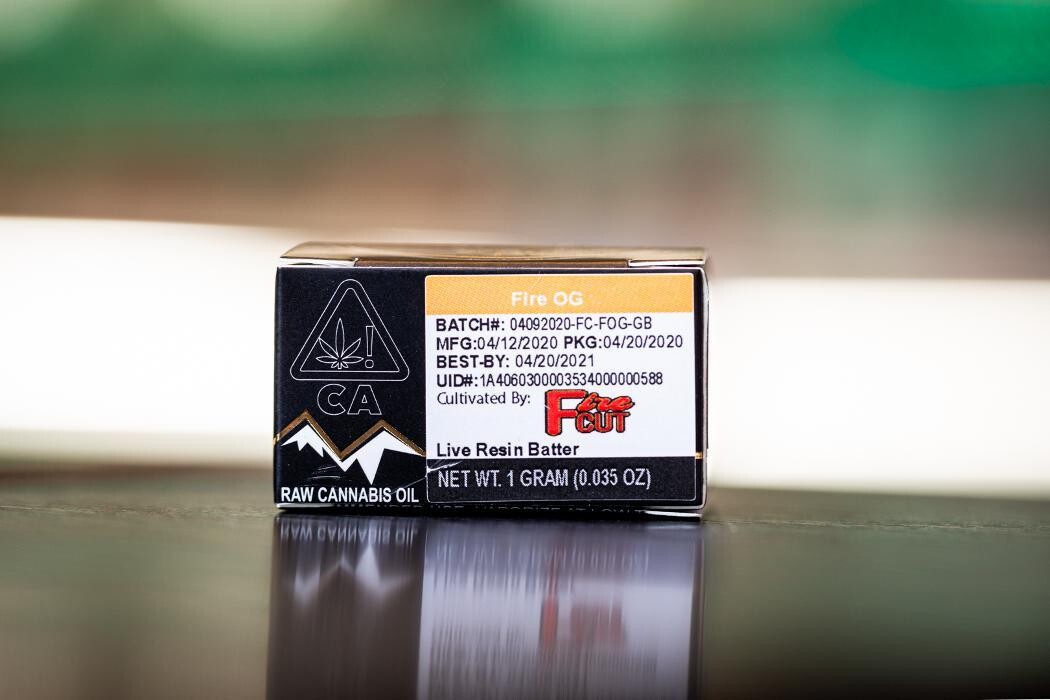 Fire OG
BATCH#: 04092020-FC-FOG-GB
MFG:04/12/2020 PKG:04/20/2020
BEST-BY: 04/20/2021
UID#:1A4060300003534000000588
Cultivated By:
Fire
CUT
Live Resin Batter
NET WT. 1 GRAM (0.035 OZ)
!
CA
RAW CANNABIS OIL